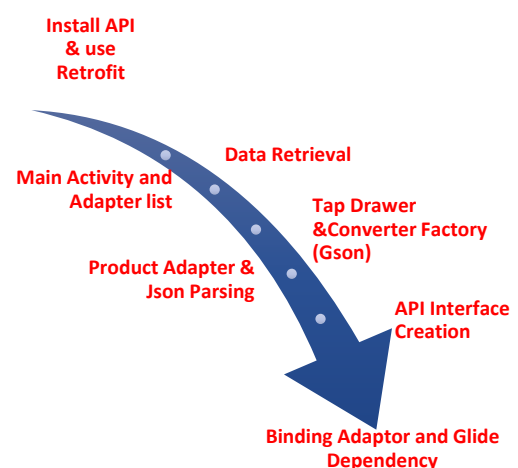 Install API
& use
Retrofit
Data Retrieval
Main Activity and
Adapter list
Tap Drawer
&Converter Factory
(Gson)
Product Adapter &
Json Parsing
API Interface
Creation
Binding Adaptor and Glide
Dependency